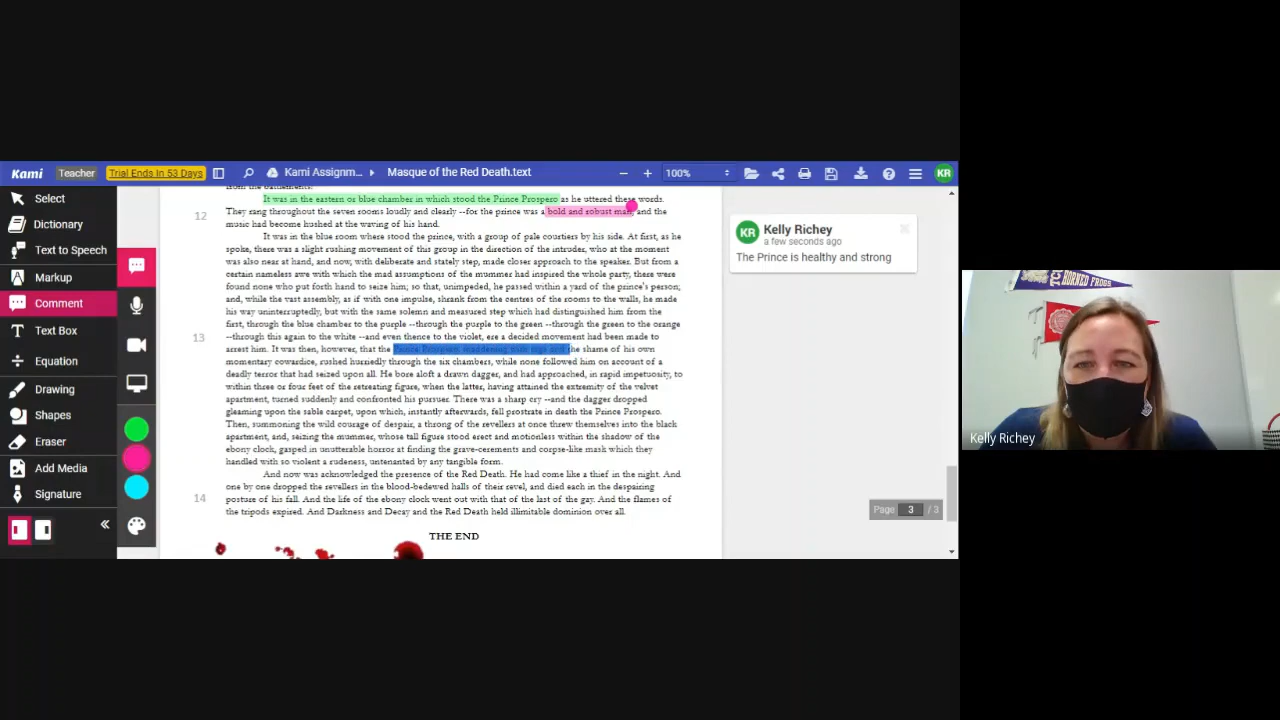 Kami Teacher Trial Ends In 53 Days Kami Assignm... Masque of the Red Death.text 100% KR
Select
Dictionary
Text to Speech
Markup
Comment
Text Box
Equation
Drawing
Shapes
Eraser
Add Media
Signature
from the battlements.
It was in the eastern or blue chamber in which stood the Prince Prospero as he uttered these words.
12
They rang throughout the seven rooms loudly and clearly --for the prince was a bold and robust man, and the
music had become hushed at the waving of his hand.
It was in the blue room where stood the prince, with a group of pale courtiers by his side. At first, as he
spoke, there was a slight rushing movement of this group in the direction of the intruder, who at the moment
was also near at hand, and now, with deliberate and stately step, made closer approach to the speaker. But from a
certain nameless awe with which the mad assumptions of the mummer had inspired the whole party, there were
found none who put forth hand to seize him; so that, unimpeded, he passed within a yard of the prince's person;
and, while the vast assembly, as if with one impulse, shrank from the centres of the rooms to the walls, he made
his way uninterruptedly, but with the same solemn and measured step which had distinguished him from the
first, through the blue chamber to the purple --through the purple to the green --through the green to the orange
13
--through this again to the white --and even thence to the violet, ere a decided movement had been made to
arrest him. It was then, however, that the Prince Prospero, maddening with rage and the shame of his own
momentary cowardice, rushed hurriedly through the six chambers, while none followed him on account of a
deadly terror that had seized upon all. He bore aloft a drawn dagger, and had approached, in rapid impetuosity, to
within three or four feet of the retreating figure, when the latter, having attained the extremity of the velvet
apartment, turned suddenly and confronted his pursuer. There was a sharp cry --and the dagger dropped
gleaming upon the sable carpet, upon which, instantly afterwards, fell prostrate in death the Prince Prospero.
Then, summoning the wild courage of despair, a throng of the revellers at once threw themselves into the black
apartment, and, seizing the mummer, whose tall figure stood erect and motionless within the shadow of the
ebony clock, gasped in unutterable horror at finding the grave-cerements and corpse-like mask which they
handled with so violent a rudeness, untenanted by any tangible form.
And now was acknowledged the presence of the Red Death. He had come like a thief in the night. And
one by one dropped the revellers in the blood-bedewed halls of their revel, and died each in the despairing
14
posture of his fall. And the life of the ebony clock went out with that of the last of the gay. And the flames of
the tripods expired. And Darkness and Decay and the Red Death held illimitable dominion over all.
THE END
KR
Kelly Richey
a few seconds ago
The Prince is healthy and strong
Page 3 / 3
HORNED FROGS
Kelly Richey